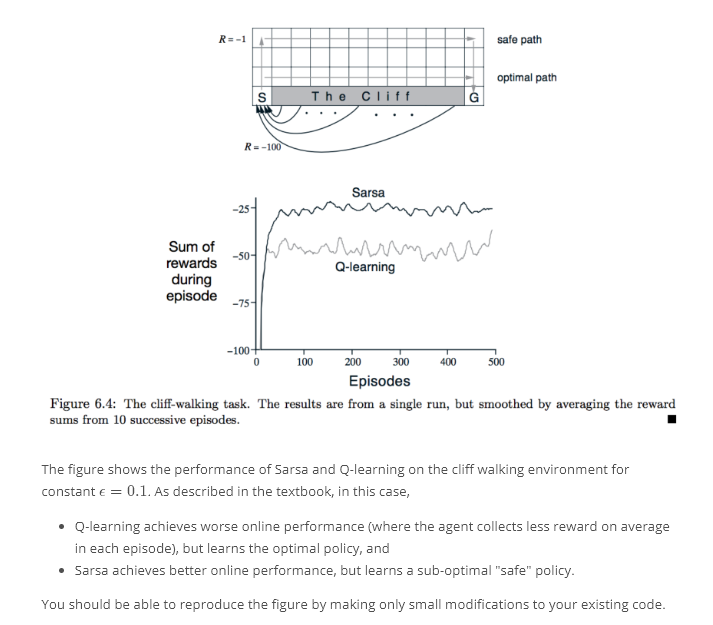 R = -1
safe path
optimal path
S The Cliff G
R = -100
Sarsa
-25
Sum of
rewards
during
episode
-50
Q-learning
-75
-100
0 100 200 300 400 500
Episodes
Figure 6.4: The cliff-walking task. The results are from a single run, but smoothed by averaging the reward
sums from 10 successive episodes.
The figure shows the performance of Sarsa and Q-learning on the cliff walking environment for
constant ϵ = 0.1. As described in the textbook, in this case,
• Q-learning achieves worse online performance (where the agent collects less reward on average
in each episode), but learns the optimal policy, and
• Sarsa achieves better online performance, but learns a sub-optimal "safe" policy.
You should be able to reproduce the figure by making only small modifications to your existing code.